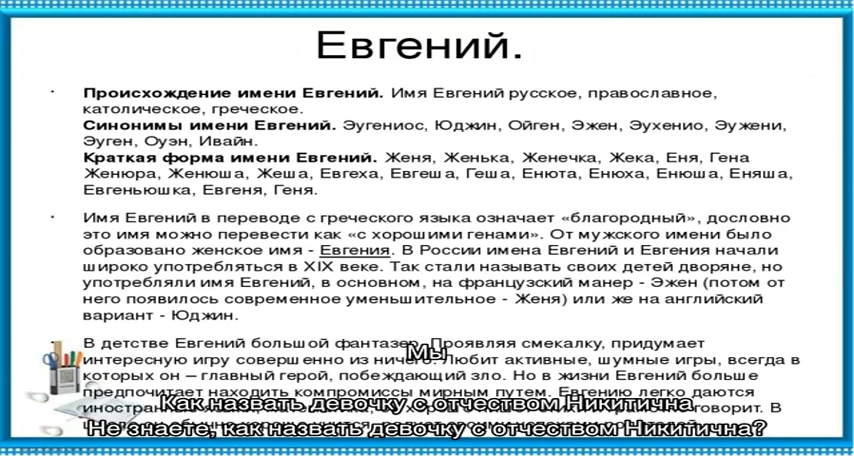 Евгений.
Происхождение имени Евгений. Имя Евгений русское, православное,
католическое, греческое.
Синонимы имени Евгений. Эугениос, Юджин, Ойген, Эжен, Эухенио, Эужени,
Эуген, Оуэн, Ивайн.
Краткая форма имени Евгений. Женя, Женька, Женечка, Жека, Еня, Гена
Женюра, Женюша, Жеша, Евгеха, Евгеша, Геша, Енюта, Енюха, Енюша, Еняша,
Евгеньюшка, Евгеня, Геня.
Имя Евгений в переводе с греческого языка означает «благородный», дословно
это имя можно перевести как «с хорошими генами». От мужского имени было
образовано женское имя - Евгения. В России имена Евгений и Евгения начали
широко употребляться в XIX веке. Так стали называть своих детей дворяне, но
употребляли имя Евгений, в основном, на французский манер - Эжен (потом от
него появилось современное уменьшительное - Женя) или же на английский
вариант - Юджин.
В детстве Евгений большой фантазер. Проявляя смекалку, придумает
Мы
интересную игру совершенно из ничего. Любит активные, шумные игры, всегда в
которых он – главный герой, побеждающий зло. Но в жизни Евгений больше
предпочитает находить компромиссы мирным путем. Евгению легко даются
Как назвать девочку с отчеством Никитична
говорит. В
Не знаете, как назвать девочку с отчеством Никитична?